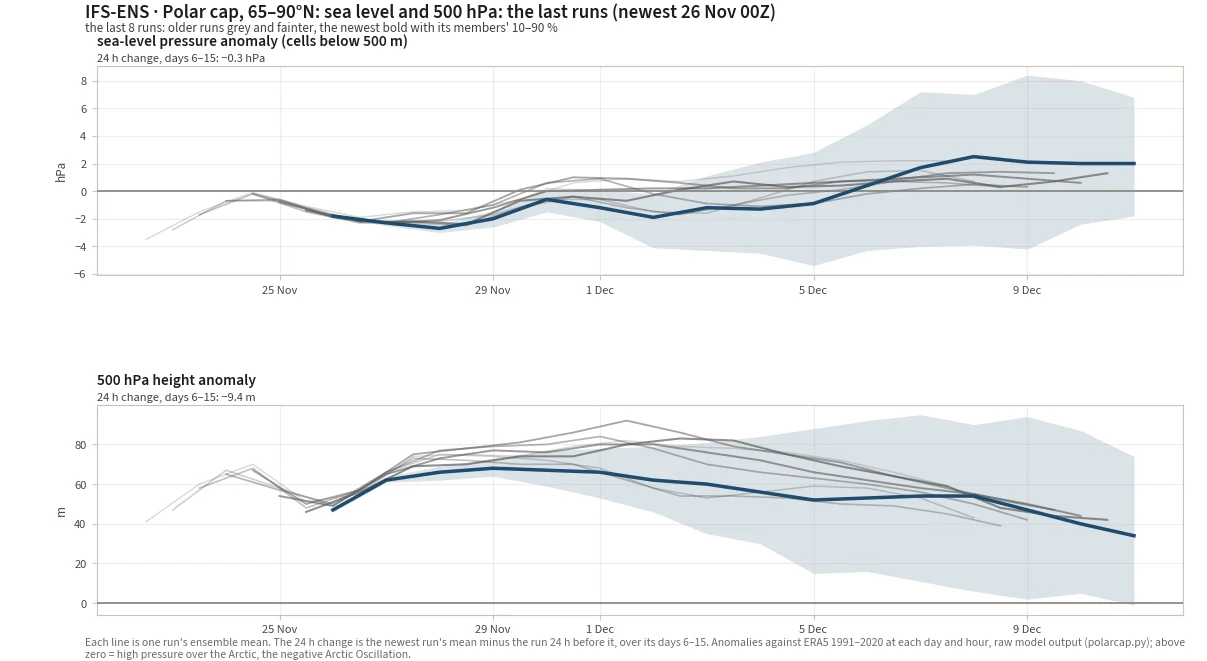 IFS-ENS · Polar cap, 65–90°N: sea level and 500 hPa: the last runs (newest 26 Nov 00Z)
the last 8 runs: older runs grey and fainter, the newest bold with its members' 10–90 %
sea-level pressure anomaly (cells below 500 m)
24 h change, days 6–15: −0.3 hPa
8
6
4
2
0
−2
−4
−6
hPa
25 Nov
29 Nov
1 Dec
5 Dec
9 Dec
500 hPa height anomaly
24 h change, days 6–15: −9.4 m
80
60
40
20
0
m
25 Nov
29 Nov
1 Dec
5 Dec
9 Dec
Each line is one run's ensemble mean. The 24 h change is the newest run's mean minus the run 24 h before it, over its days 6–15. Anomalies against ERA5 1991–2020 at each day and hour, raw model output (polarcap.py); above
zero = high pressure over the Arctic, the negative Arctic Oscillation.